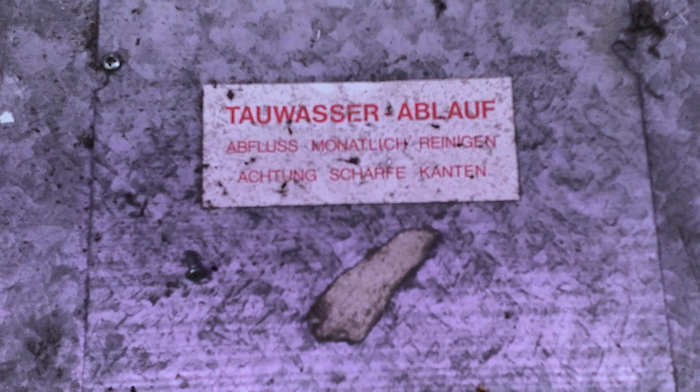 TAUWASSER-ABLAUF
ABFLUSS MONATLICH REINIGEN
ACHTUNG SCHARFE KANTEN